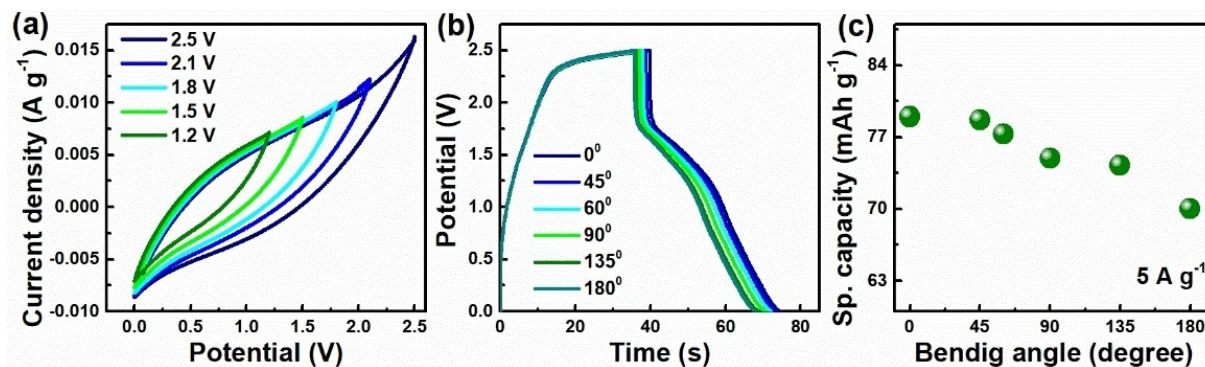 (a)
Current density (A g⁻¹)
0.015
0.010
0.005
0.000
-0.005
-0.010
2.5 V
2.1 V
1.8 V
1.5 V
1.2 V
0.0 0.5 1.0 1.5 2.0 2.5
Potential (V)
(b)
Potential (V)
2.5
2.0
1.5
1.0
0.5
0.0
0⁰
45⁰
60⁰
90⁰
135⁰
180⁰
0 20 40 60 80
Time (s)
(c)
Sp. capacity (mAh g⁻¹)
84
77
70
63
5 A g⁻¹
0 45 90 135 180
Bendig angle (degree)